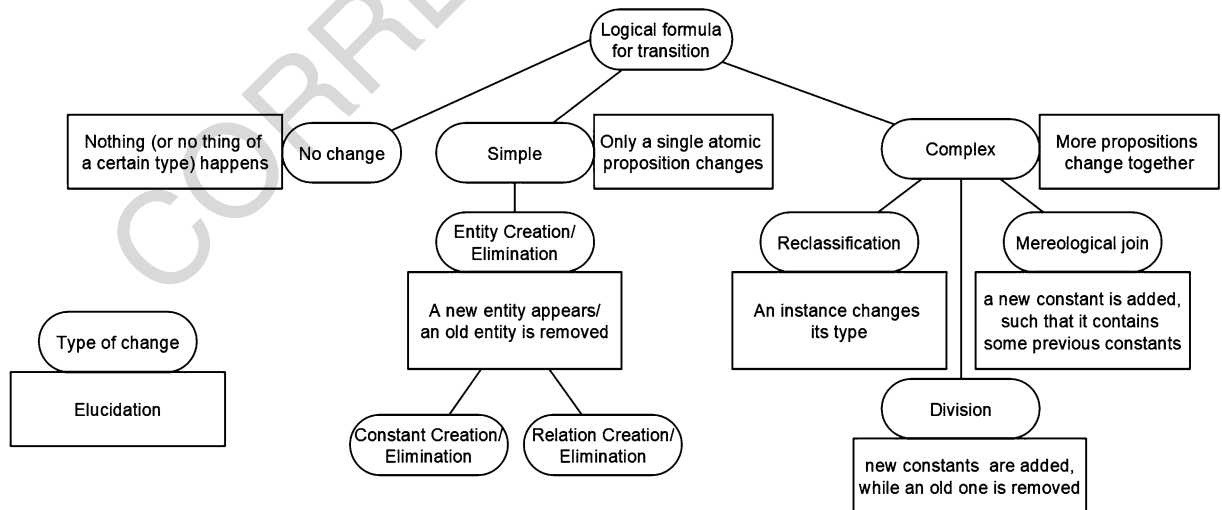 Logical formula
for transition
Nothing (or no thing of
a certain type) happens
No change
Simple
Only a single atomic
proposition changes
Complex
More propositions
change together
Entity Creation/
Elimination
A new entity appears/
an old entity is removed
Constant Creation/
Elimination
Relation Creation/
Elimination
Reclassification
An instance changes
its type
Mereological join
a new constant is added,
such that it contains
some previous constants
Division
new constants are added,
while an old one is removed
Type of change
Elucidation
CORRE